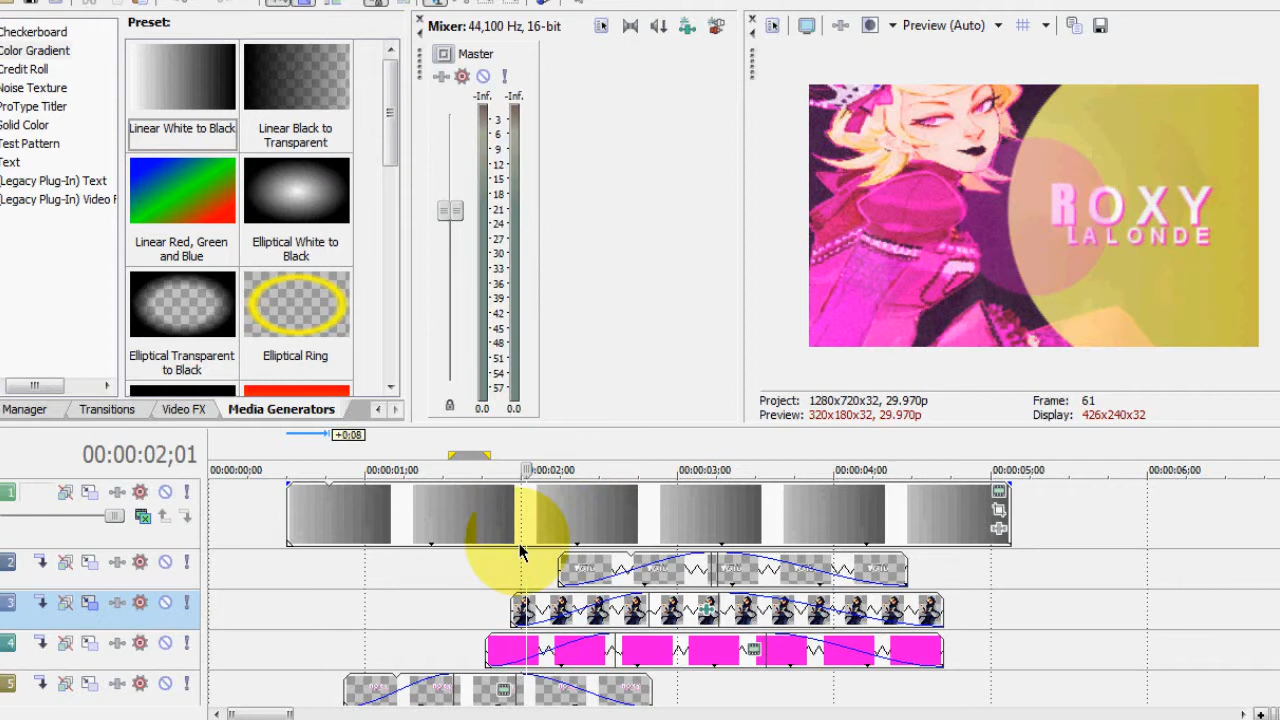 Checkerboard
Color Gradient
Credit Roll
Noise Texture
ProType Titler
Solid Color
Test Pattern
Text
(Legacy Plug-In) Text
(Legacy Plug-In) Video F
Preset:
Linear White to Black
Linear Black to
Transparent
Linear Red, Green
and Blue
Elliptical White to
Black
Elliptical Transparent
to Black
Elliptical Ring
Manager
Transitions
Video FX
Media Generators
Mixer: 44,100 Hz, 16-bit
Master
-Inf. -Inf.
3
6
9
12
15
18
21
24
27
30
33
36
39
42
45
48
51
54
57
0.0 0.0
Preview (Auto)
ROXY
LALONDE
Project: 1280x720x32, 29.970p
Preview: 320x180x32, 29.970p
Frame: 61
Display: 426x240x32
+0:08
00:00:02;01
00:00:00;00 00:00:01;00 00:00:02;00 00:00:03;00 00:00:04;00 00:00:05;00 00:00:06;00
1
2
3
4
5